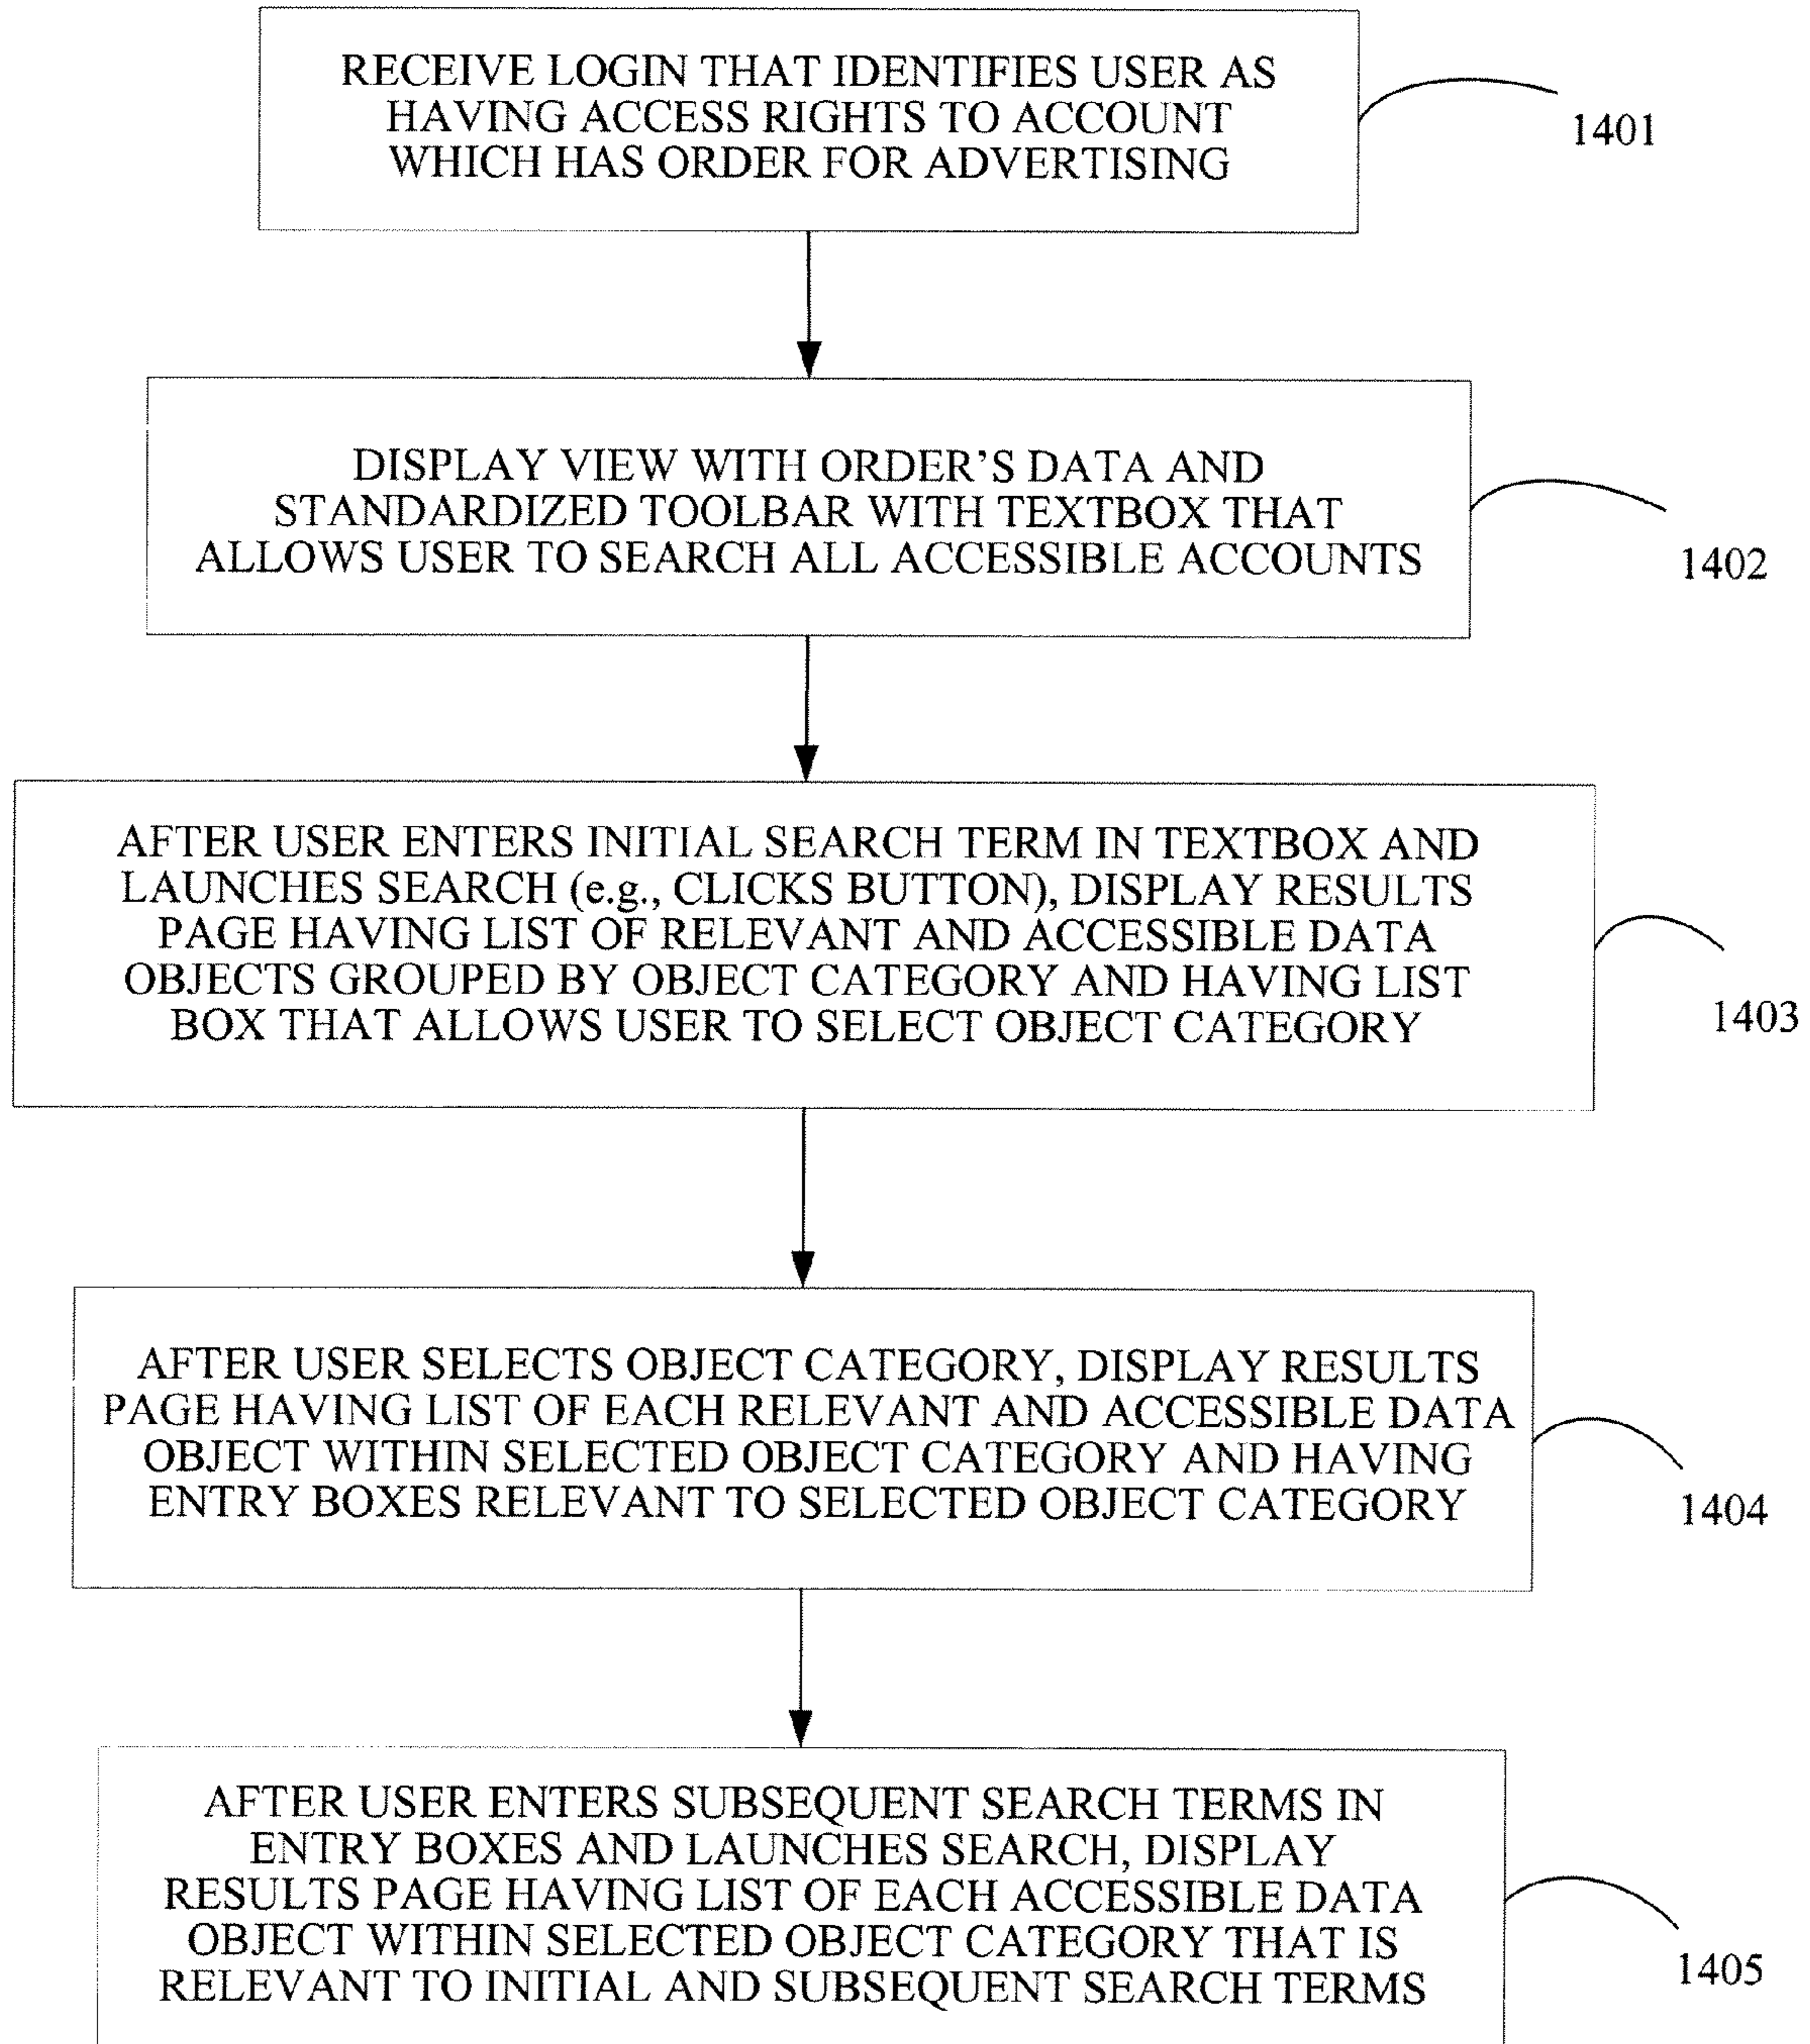 RECEIVE LOGIN THAT IDENTIFIES USER AS
HAVING ACCESS RIGHTS TO ACCOUNT
WHICH HAS ORDER FOR ADVERTISING
1401
DISPLAY VIEW WITH ORDER'S DATA AND
STANDARDIZED TOOLBAR WITH TEXTBOX THAT
ALLOWS USER TO SEARCH ALL ACCESSIBLE ACCOUNTS
1402
AFTER USER ENTERS INITIAL SEARCH TERM IN TEXTBOX AND
LAUNCHES SEARCH (e.g., CLICKS BUTTON), DISPLAY RESULTS
PAGE HAVING LIST OF RELEVANT AND ACCESSIBLE DATA
OBJECTS GROUPED BY OBJECT CATEGORY AND HAVING LIST
BOX THAT ALLOWS USER TO SELECT OBJECT CATEGORY
1403
AFTER USER SELECTS OBJECT CATEGORY, DISPLAY RESULTS
PAGE HAVING LIST OF EACH RELEVANT AND ACCESSIBLE DATA
OBJECT WITHIN SELECTED OBJECT CATEGORY AND HAVING
ENTRY BOXES RELEVANT TO SELECTED OBJECT CATEGORY
1404
AFTER USER ENTERS SUBSEQUENT SEARCH TERMS IN
ENTRY BOXES AND LAUNCHES SEARCH, DISPLAY
RESULTS PAGE HAVING LIST OF EACH ACCESSIBLE DATA
OBJECT WITHIN SELECTED OBJECT CATEGORY THAT IS
RELEVANT TO INITIAL AND SUBSEQUENT SEARCH TERMS
1405